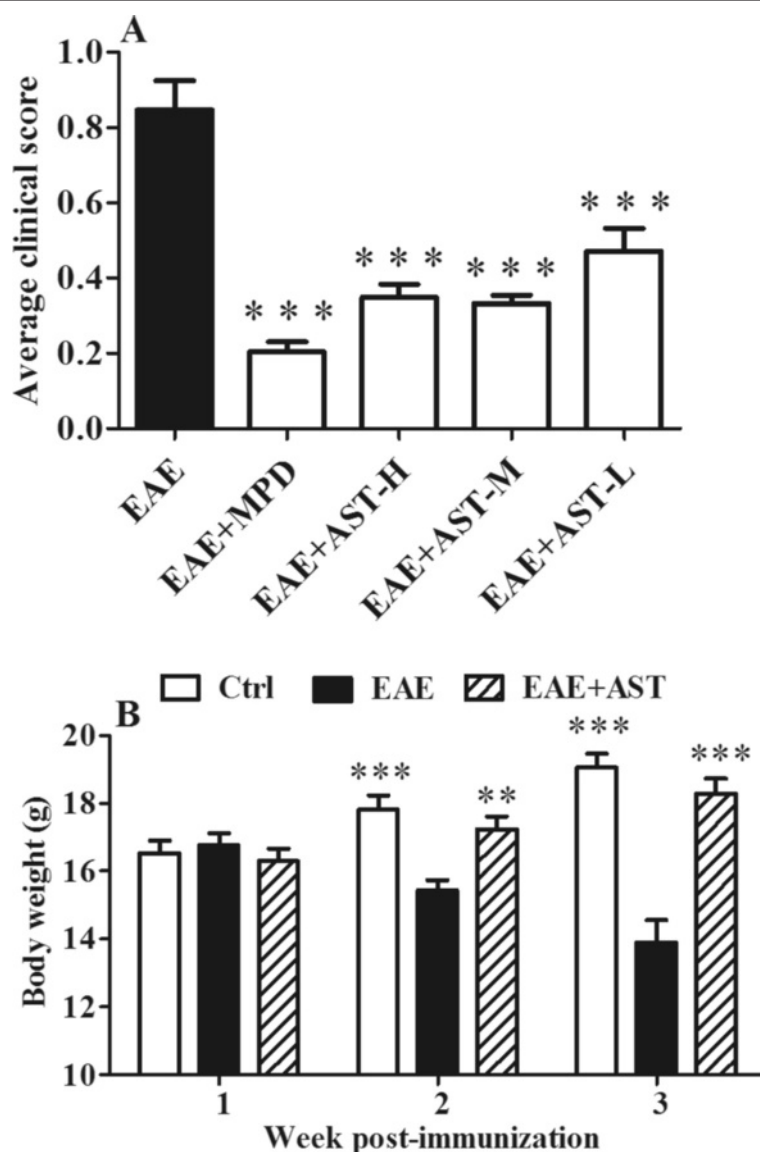 A
Average clinical score
1.0
0.8
0.6
0.4
0.2
0.0
* * *
* * *
* * *
* * *
EAE
EAE+MPD
EAE+AST-H
EAE+AST-M
EAE+AST-L
Ctrl EAE EAE+AST
B
Body weight (g)
20
18
16
14
12
10
***
**
***
***
1 2 3
Week post-immunization